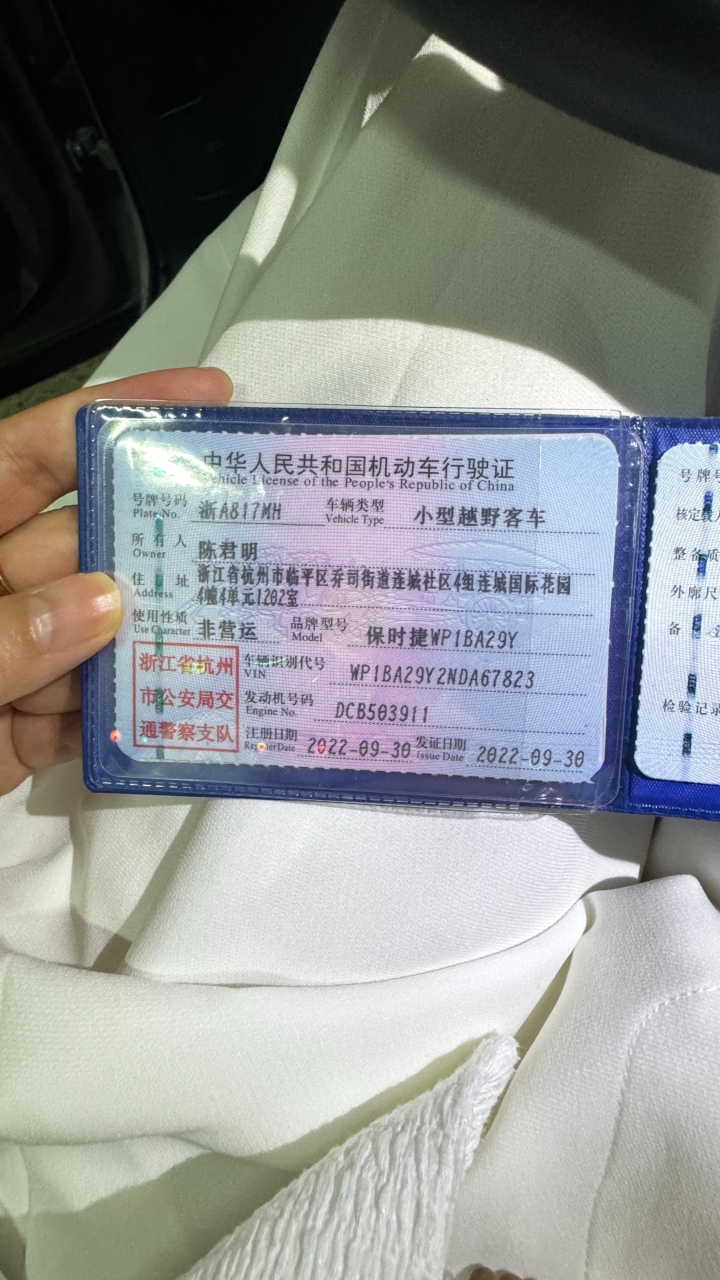 中华人民共和国机动车行驶证
Vehicle License of the People's Republic of China
号牌号码 浙A817MH 车辆类型 小型越野客车
Plate No. Vehicle Type
所有人 陈君明
Owner
住址 浙江省杭州市临平区乔司街道连城社区4组连城国际花园
Address 4幢4单元1202室
使用性质 非营运 品牌型号 保时捷WP1BA29Y
Use Character Model
浙江省杭州
市公安局交
通警察支队
车辆识别代号 WP1BA29Y2NDA67823
VIN
发动机号码 DCB503911
Engine No.
注册日期 2022-09-30 发证日期 2022-09-30
Register Date Issue Date
号牌号
核定载
整备质
外廓尺
备
检验记录